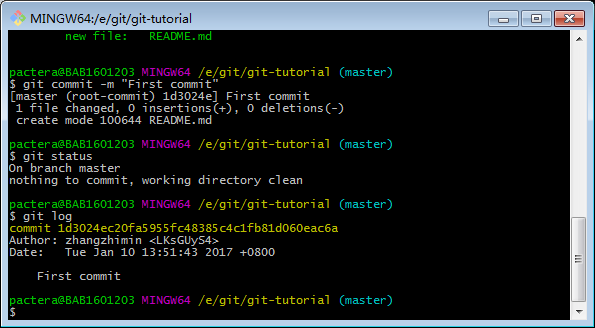 MINGW64:/e/git/git-tutorial
new file:   README.md
pactera@BAB1601203 MINGW64 /e/git/git-tutorial (master)
$ git commit -m "First commit"
[master (root-commit) 1d3024e] First commit
 1 file changed, 0 insertions(+), 0 deletions(-)
 create mode 100644 README.md
pactera@BAB1601203 MINGW64 /e/git/git-tutorial (master)
$ git status
On branch master
nothing to commit, working directory clean
pactera@BAB1601203 MINGW64 /e/git/git-tutorial (master)
$ git log
commit 1d3024ec20fa5955fc48385c4c1fb81d060eac6a
Author: zhangzhimin <LKsGUyS4>
Date:   Tue Jan 10 13:51:43 2017 +0800
    First commit
pactera@BAB1601203 MINGW64 /e/git/git-tutorial (master)
$